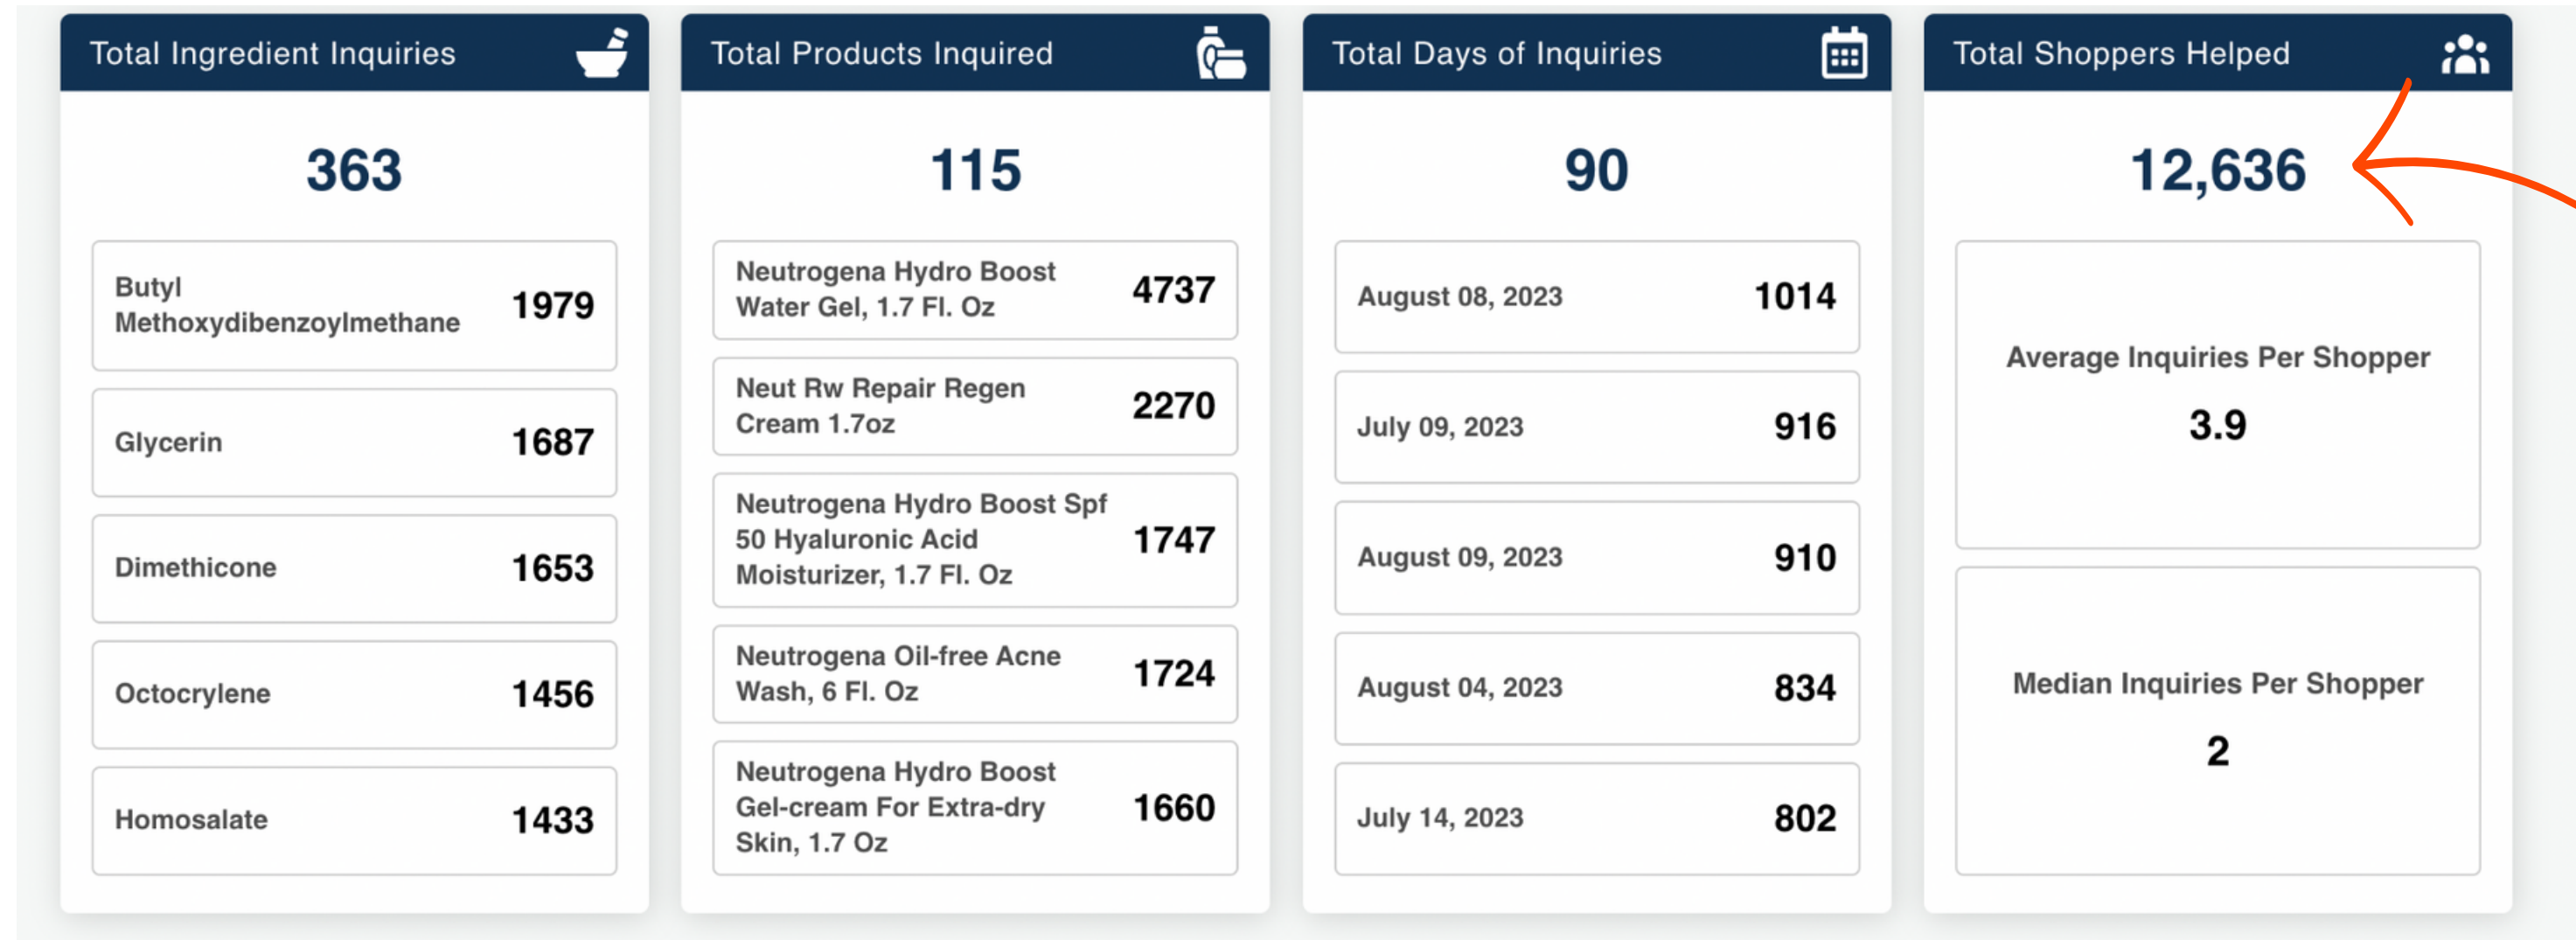 Total Ingredient Inquiries
363
Butyl
Methoxydibenzoylmethane
1979
Glycerin
1687
Dimethicone
1653
Octocrylene
1456
Homosalate
1433
Total Products Inquired
115
Neutrogena Hydro Boost
Water Gel, 1.7 Fl. Oz
4737
Neut Rw Repair Regen
Cream 1.7oz
2270
Neutrogena Hydro Boost Spf
50 Hyaluronic Acid
Moisturizer, 1.7 Fl. Oz
1747
Neutrogena Oil-free Acne
Wash, 6 Fl. Oz
1724
Neutrogena Hydro Boost
Gel-cream For Extra-dry
Skin, 1.7 Oz
1660
Total Days of Inquiries
90
August 08, 2023
1014
July 09, 2023
916
August 09, 2023
910
August 04, 2023
834
July 14, 2023
802
Total Shoppers Helped
12,636
Average Inquiries Per Shopper
3.9
Median Inquiries Per Shopper
2